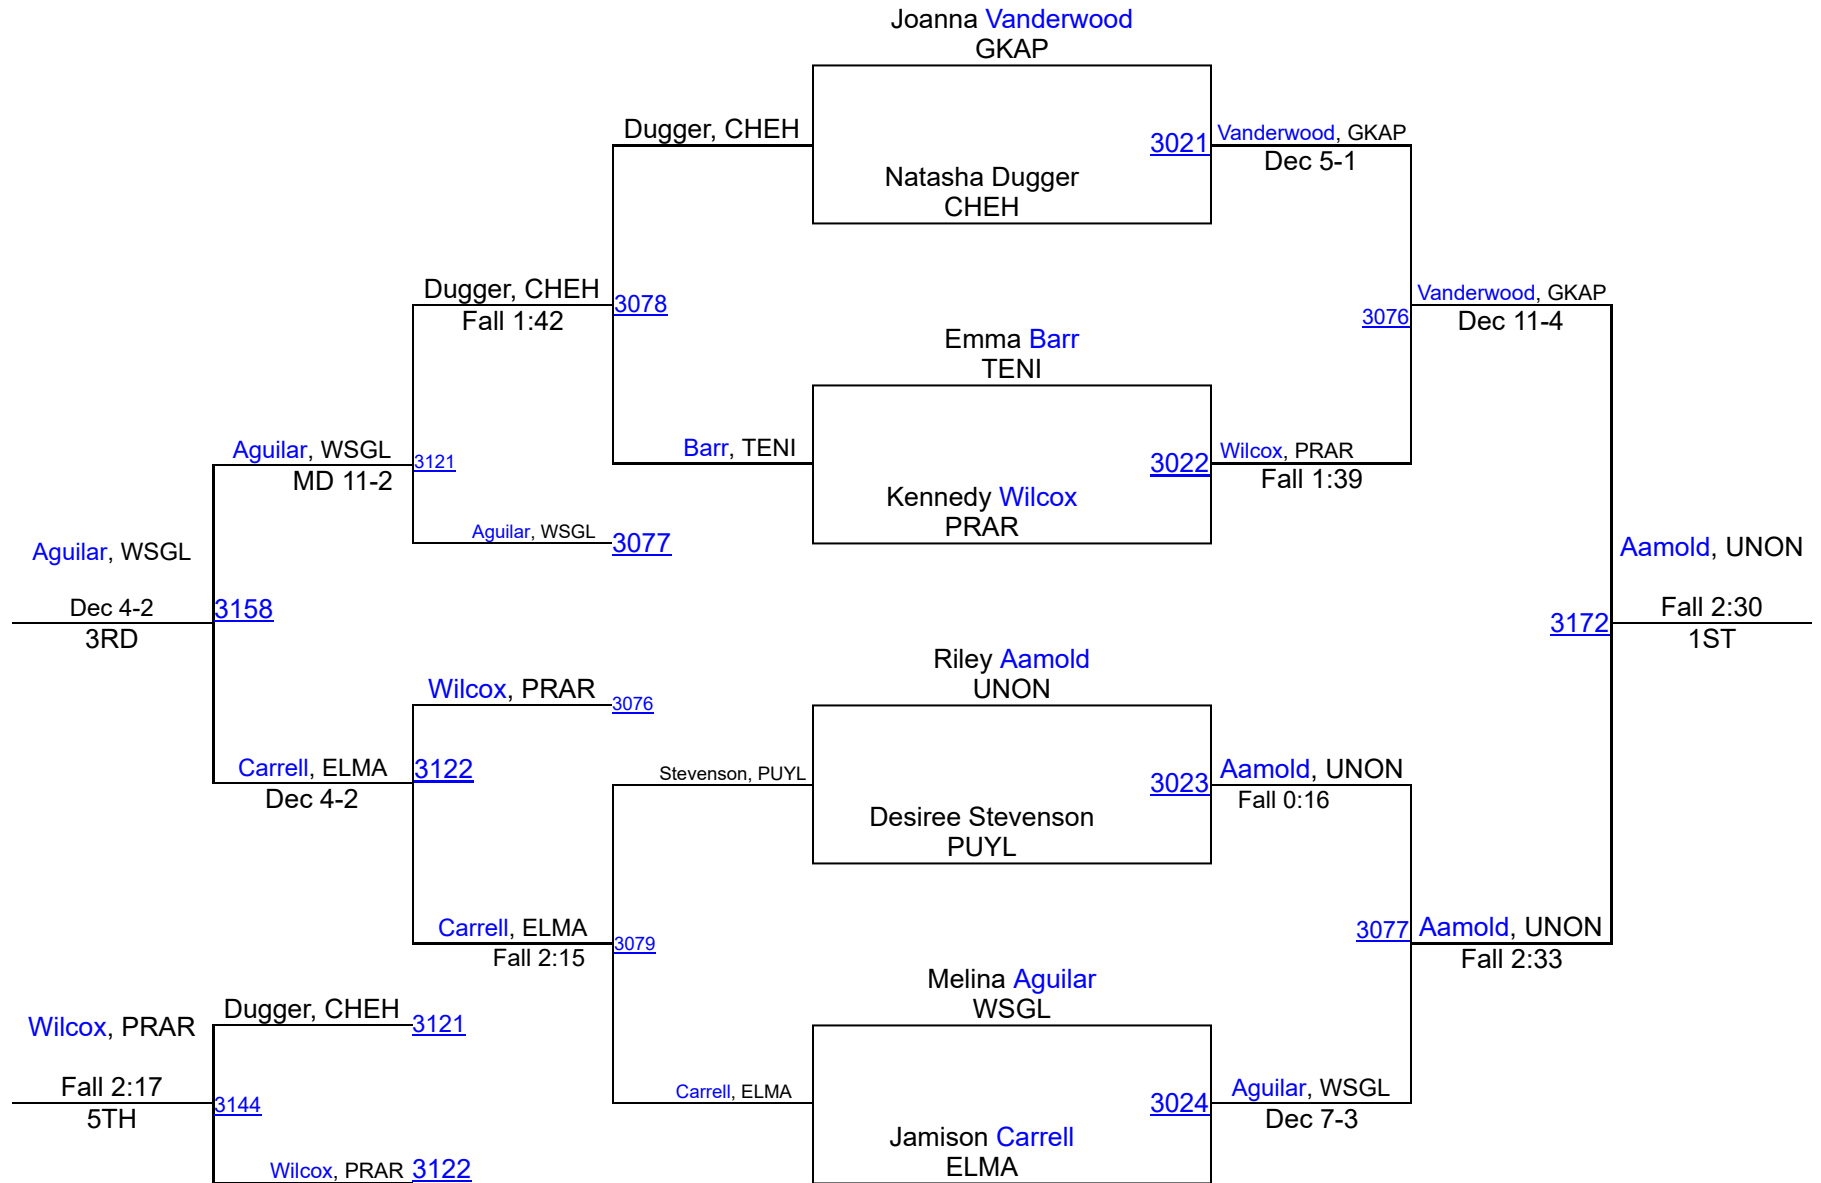 Joanna Vanderwood
GKAP
Dugger, CHEH
3021
Vanderwood, GKAP
Dec 5-1
Natasha Dugger
CHEH
Dugger, CHEH
Fall 1:42
3078
Vanderwood, GKAP
3076
Dec 11-4
Emma Barr
TENI
Aguilar, WSGL
MD 11-2
3121
Barr, TENI
3022
Wilcox, PRAR
Fall 1:39
Kennedy Wilcox
PRAR
Aguilar, WSGL
3077
Aguilar, WSGL
Dec 4-2
3RD
3158
Aamold, UNON
3172
Fall 2:30
1ST
Riley Aamold
UNON
Wilcox, PRAR
3076
Carrell, ELMA
Dec 4-2
3122
Stevenson, PUYL
3023
Aamold, UNON
Fall 0:16
Desiree Stevenson
PUYL
Carrell, ELMA
Fall 2:15
3079
3077
Aamold, UNON
Fall 2:33
Melina Aguilar
WSGL
Dugger, CHEH
3121
Wilcox, PRAR
Fall 2:17
5TH
3144
Carrell, ELMA
3024
Aguilar, WSGL
Dec 7-3
Jamison Carrell
ELMA
Wilcox, PRAR
3122